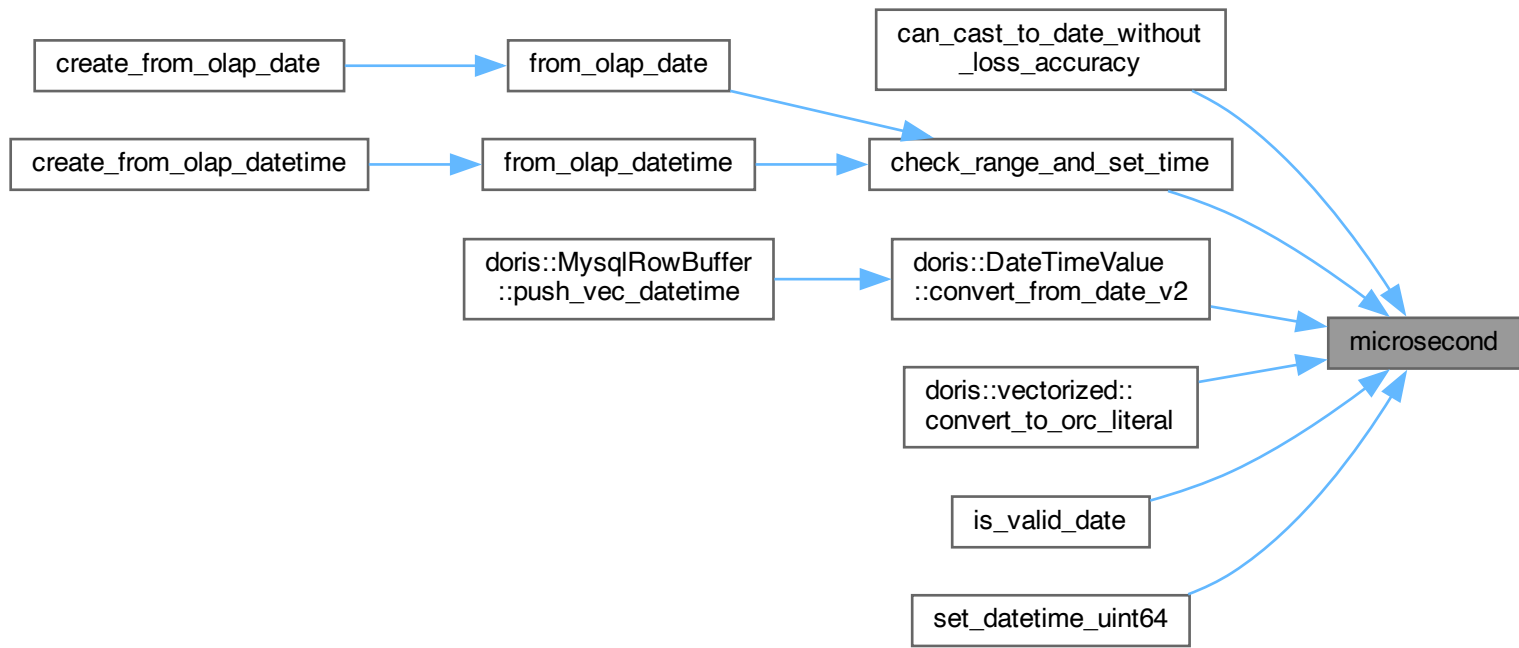 can_cast_to_date_without
_loss_accuracy
create_from_olap_date
from_olap_date
create_from_olap_datetime
from_olap_datetime
check_range_and_set_time
doris::MysqlRowBuffer
::push_vec_datetime
doris::DateTimeValue
::convert_from_date_v2
microsecond
doris::vectorized::
convert_to_orc_literal
is_valid_date
set_datetime_uint64